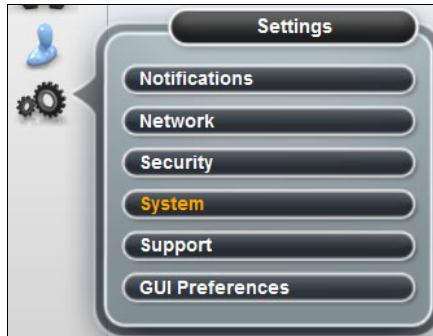 Settings
Notifications
Network
Security
System
Support
GUI Preferences